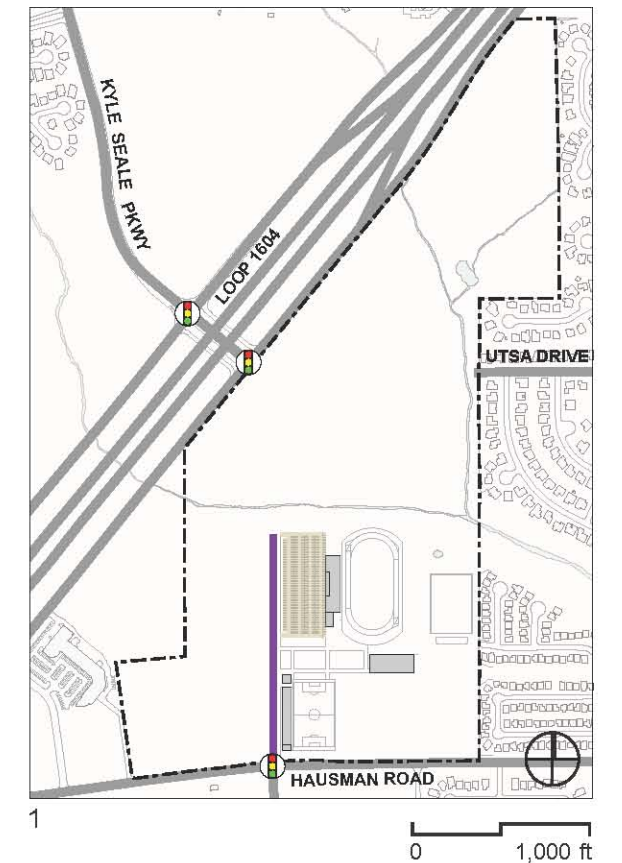 KYLE SEALE PKWY
LOOP 1604
UTSA DRIVE
HAUSMAN ROAD
1
0 1,000 ft